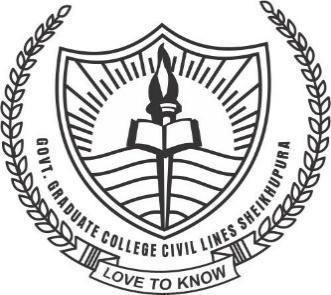 GOVT. GRADUATE COLLEGE CIVIL LINES SHEIKHUPURA
LOVE TO KNOW